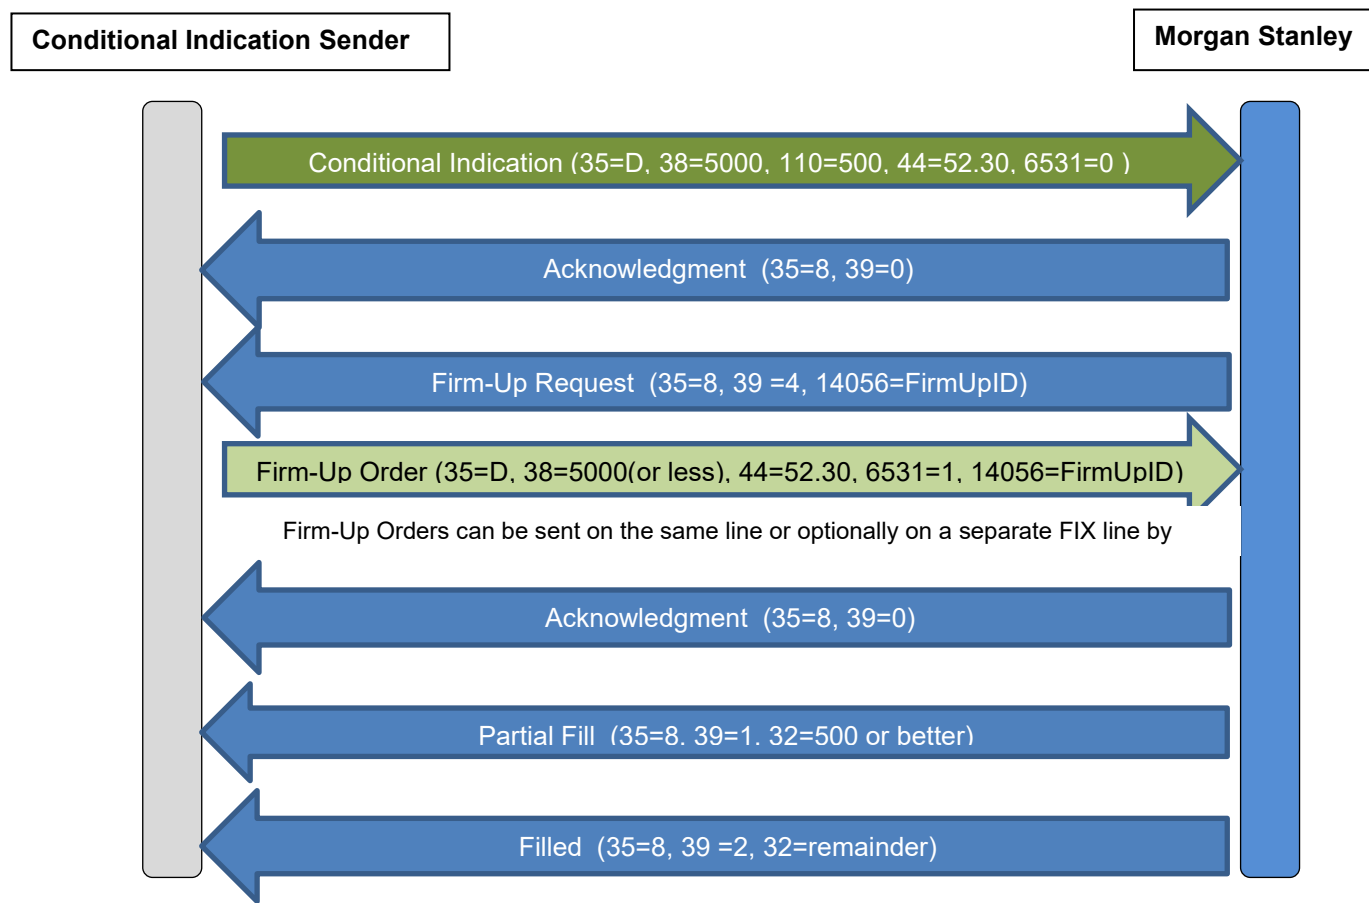 Conditional Indication Sender
Morgan Stanley
Conditional Indication (35=D, 38=5000, 110=500, 44=52.30, 6531=0 )
Acknowledgment  (35=8, 39=0)
Firm-Up Request  (35=8, 39 =4, 14056=FirmUpID)
Firm-Up Order (35=D, 38=5000(or less), 44=52.30, 6531=1, 14056=FirmUpID)
Firm-Up Orders can be sent on the same line or optionally on a separate FIX line by
Acknowledgment  (35=8, 39=0)
Partial Fill  (35=8, 39=1, 32=500 or better)
Filled  (35=8, 39 =2, 32=remainder)